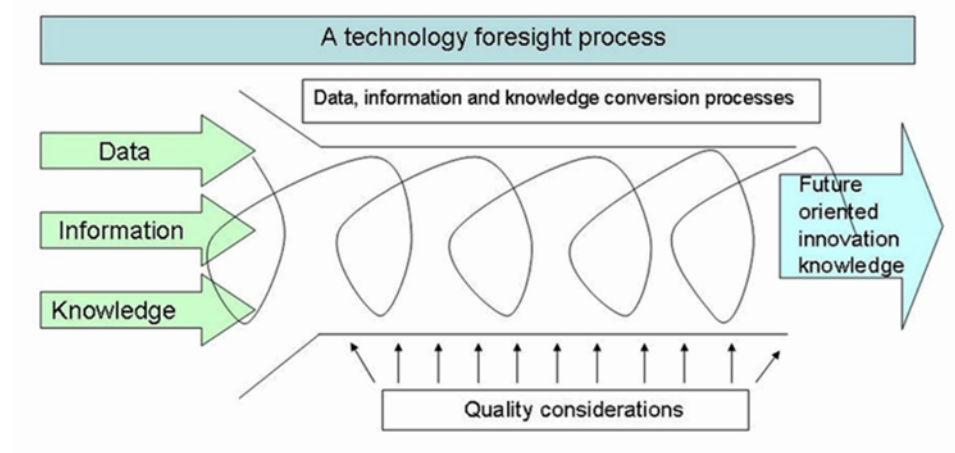 A technology foresight process
Data, information and knowledge conversion processes
Data
Information
Knowledge
Future
oriented
innovation
knowledge
Quality considerations